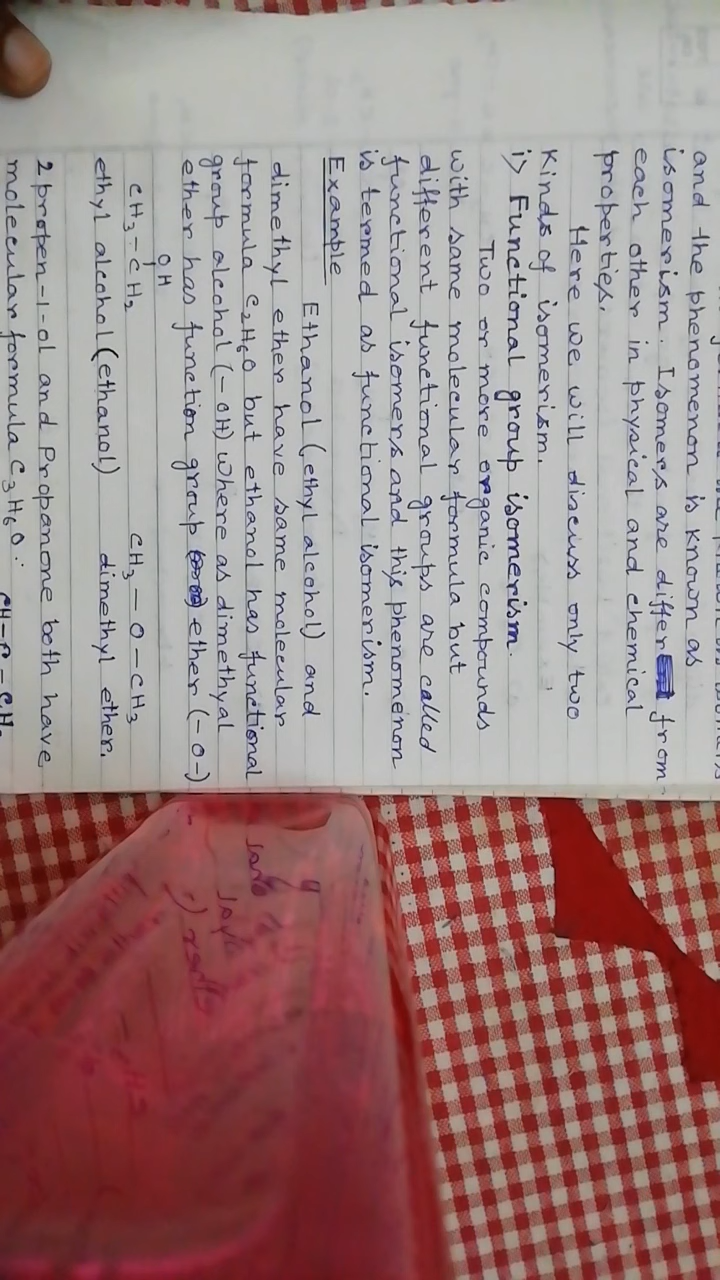 and the phenomenon is known as
isomerism. Isomers are differ from
each other in physical and chemical
properties.
Here we will discuss only two
kinds of isomerism.
i) Functional group isomerism.
Two or more organic compounds
with same molecular formula but
different functional groups are called
functional isomers and this phenomenon
is termed as functional isomerism.
Example
Ethanol (ethyl alcohol) and
dimethyl ether have same molecular
formula C₂H₆O but ethanol has functional
group alcohol (-OH) where as dimethyal
ether has function group ether (-O-)
OH
CH₃-CH₂ CH₃-O-CH₃
ethyl alcohol (ethanol) dimethyl ether.
2 propen-1-ol and Propanone both have
molecular formula C₃H₆O: